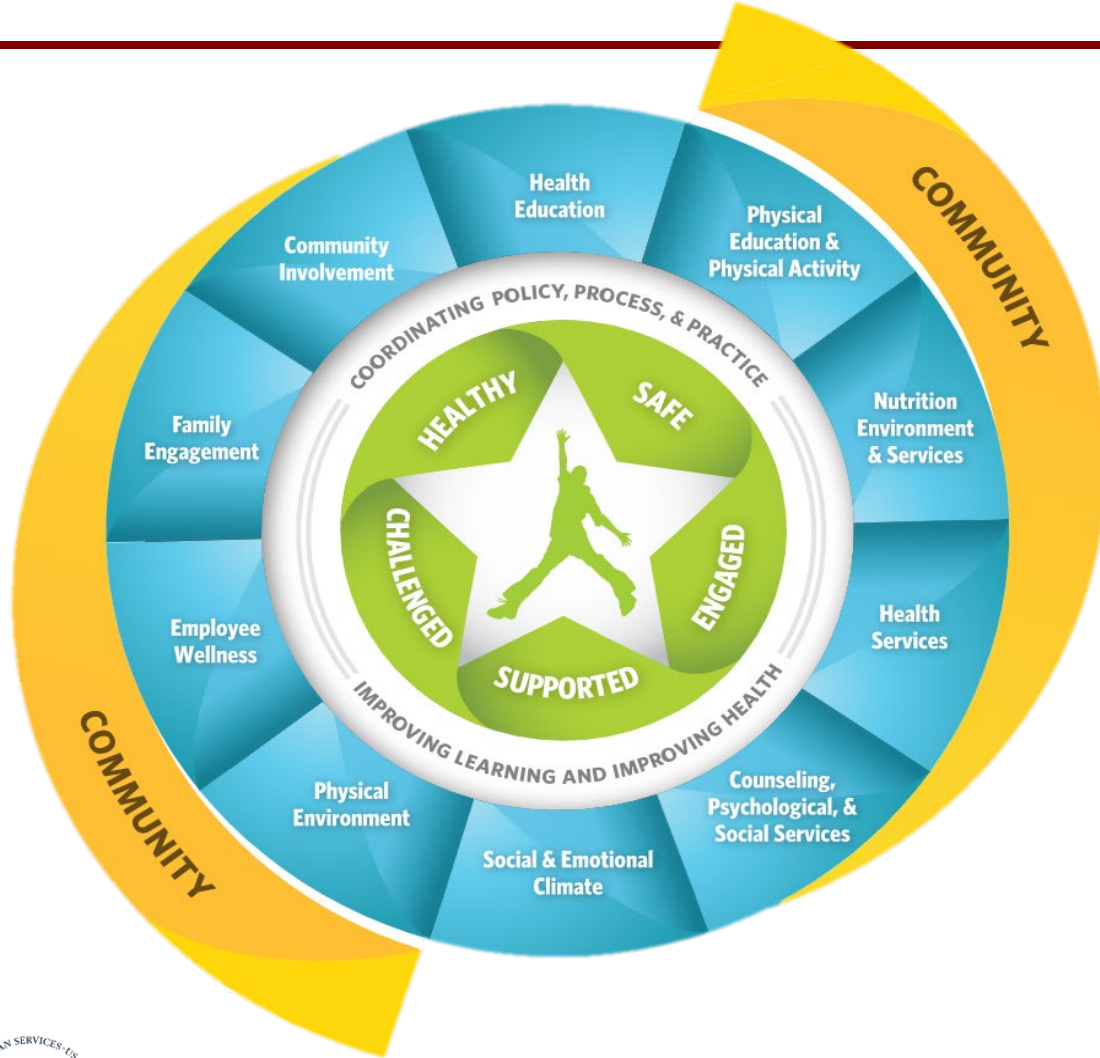 COMMUNITY
Health
Education
Physical
Education &
Physical Activity
Nutrition
Environment
& Services
Health
Services
Counseling,
Psychological, &
Social Services
Social & Emotional
Climate
Physical
Environment
Employee
Wellness
Family
Engagement
Community
Involvement
COORDINATING POLICY, PROCESS, & PRACTICE
IMPROVING LEARNING AND IMPROVING HEALTH
HEALTHY
SAFE
ENGAGED
SUPPORTED
CHALLENGED
COMMUNITY
SERVICES